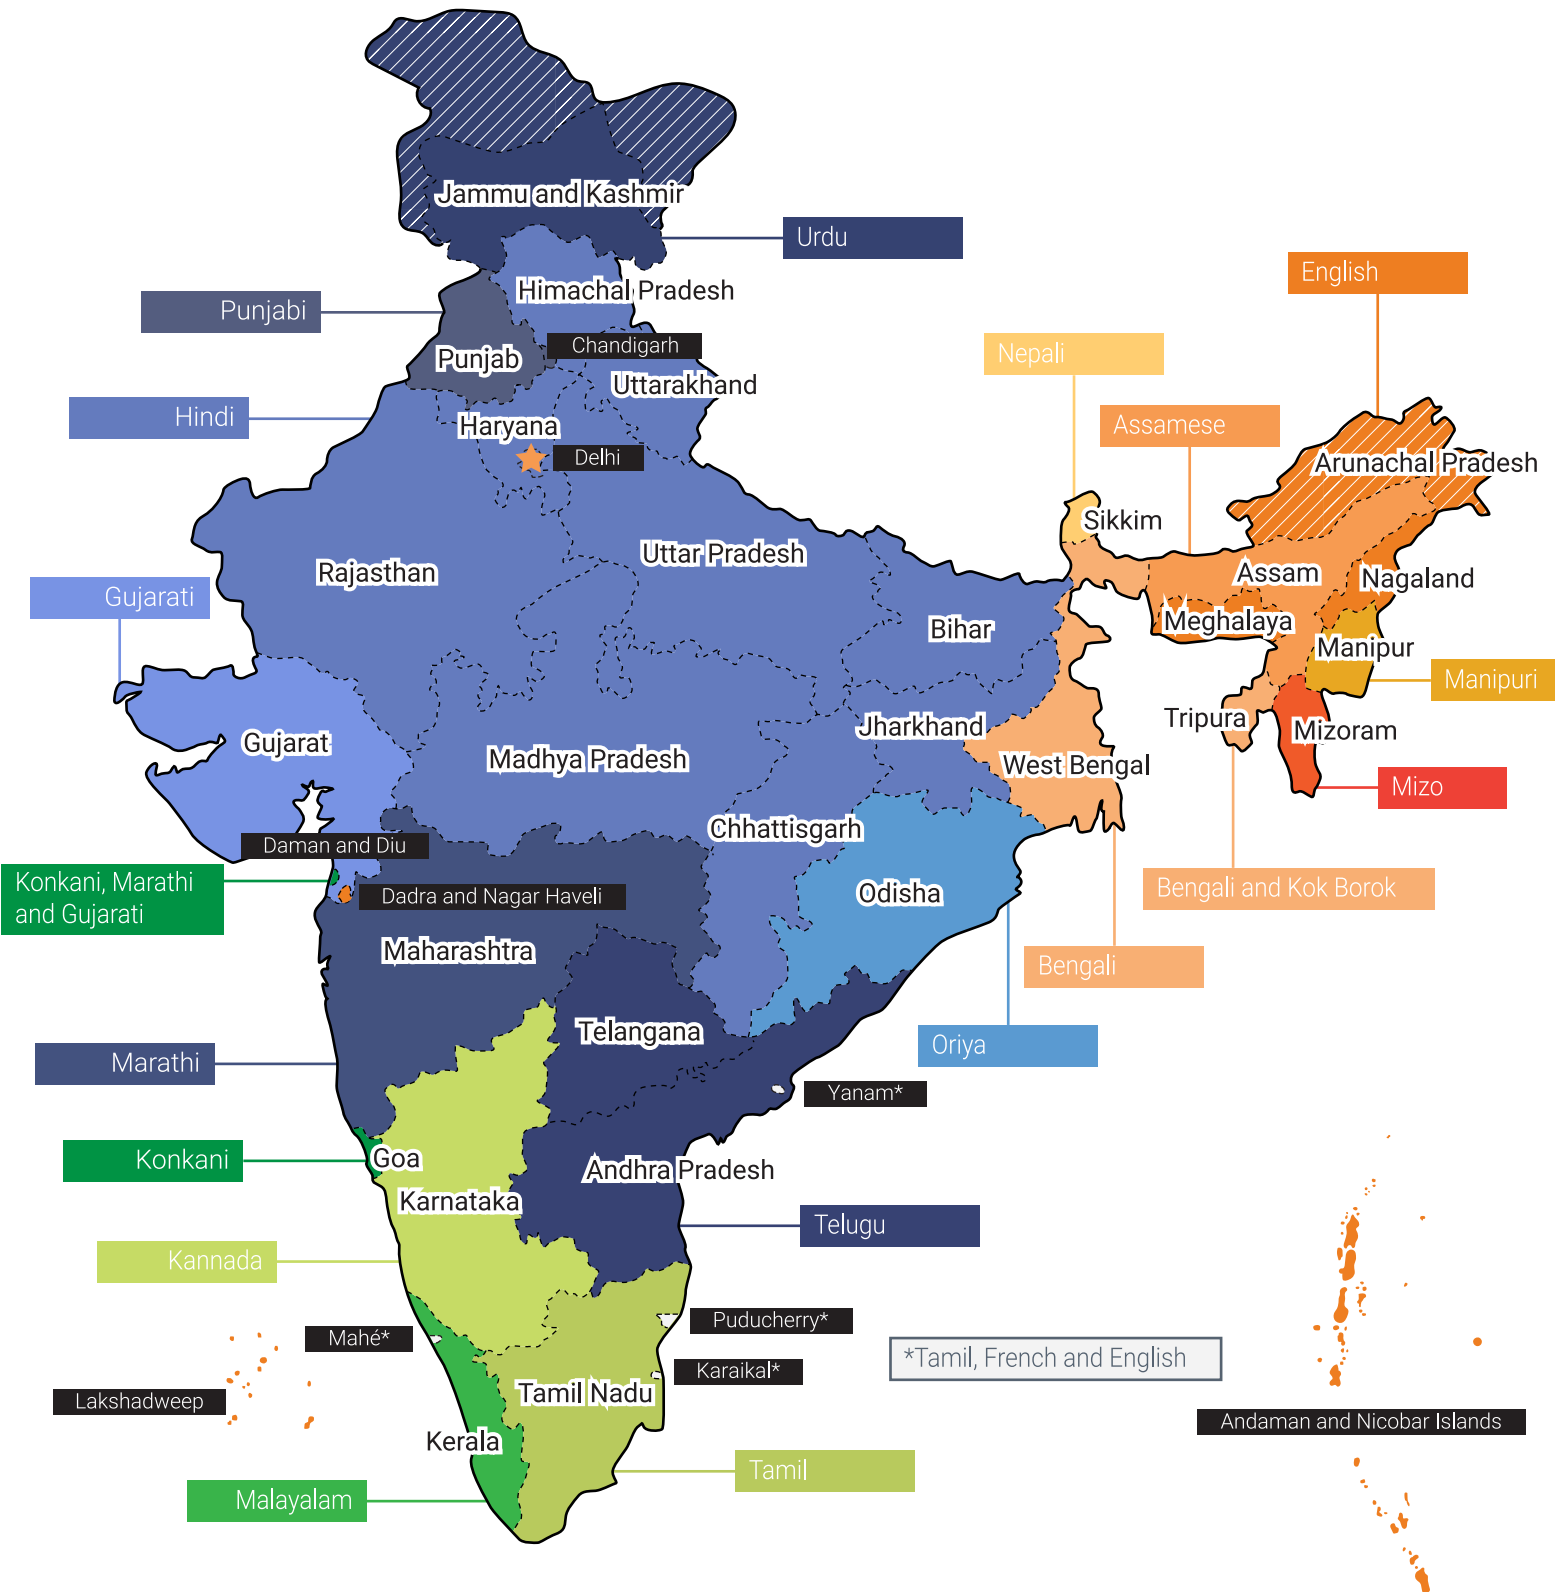 Jammu and Kashmir
Urdu
English
Himachal Pradesh
Punjabi
Chandigarh
Nepali
Punjab
Uttarakhand
Hindi
Assamese
Haryana
Delhi
Arunachal Pradesh
Sikkim
Uttar Pradesh
Rajasthan
Assam
Nagaland
Gujarati
Meghalaya
Bihar
Manipur
Manipuri
Tripura
Jharkhand
Mizoram
Gujarat
Madhya Pradesh
West Bengal
Mizo
Chhattisgarh
Daman and Diu
Konkani, Marathi
and Gujarati
Dadra and Nagar Haveli
Odisha
Bengali and Kok Borok
Maharashtra
Bengali
Telangana
Oriya
Marathi
Yanam*
Goa
Konkani
Andhra Pradesh
Karnataka
Telugu
Kannada
Puducherry*
Mahé*
*Tamil, French and English
Karaikal*
Tamil Nadu
Lakshadweep
Andaman and Nicobar Islands
Kerala
Tamil
Malayalam